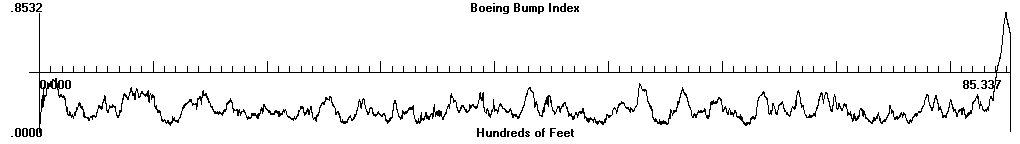 Boeing Bump Index
.8532
0.000
85.337
.0000
Hundreds of Feet